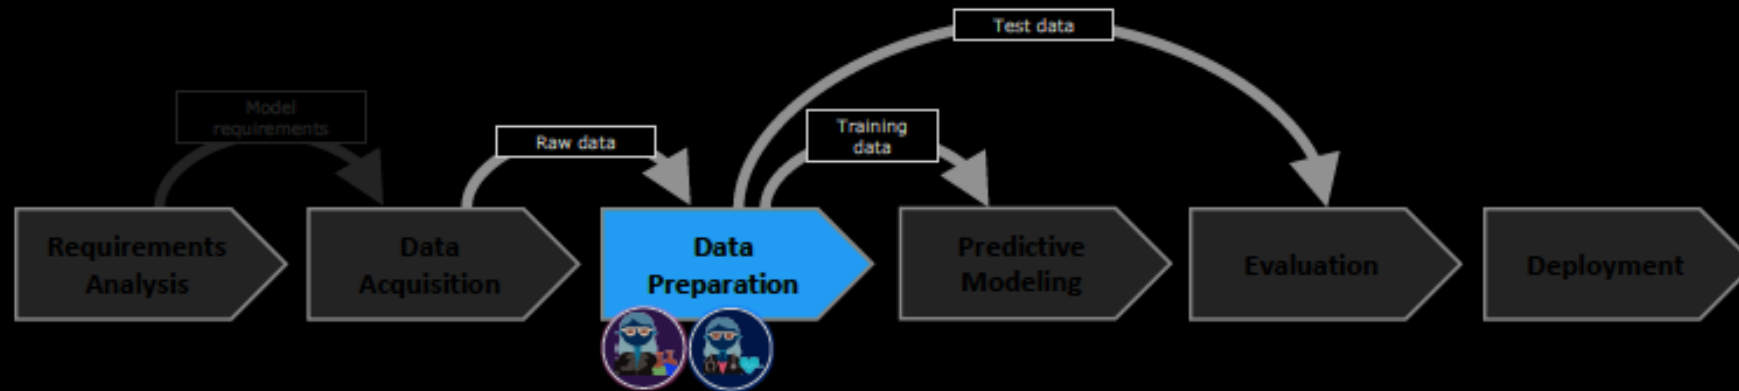 Test data
Model
requirements
Training
data
Raw data
Requirements
Analysis
Data
Acquisition
Data
Preparation
Predictive
Modeling
Evaluation
Deployment